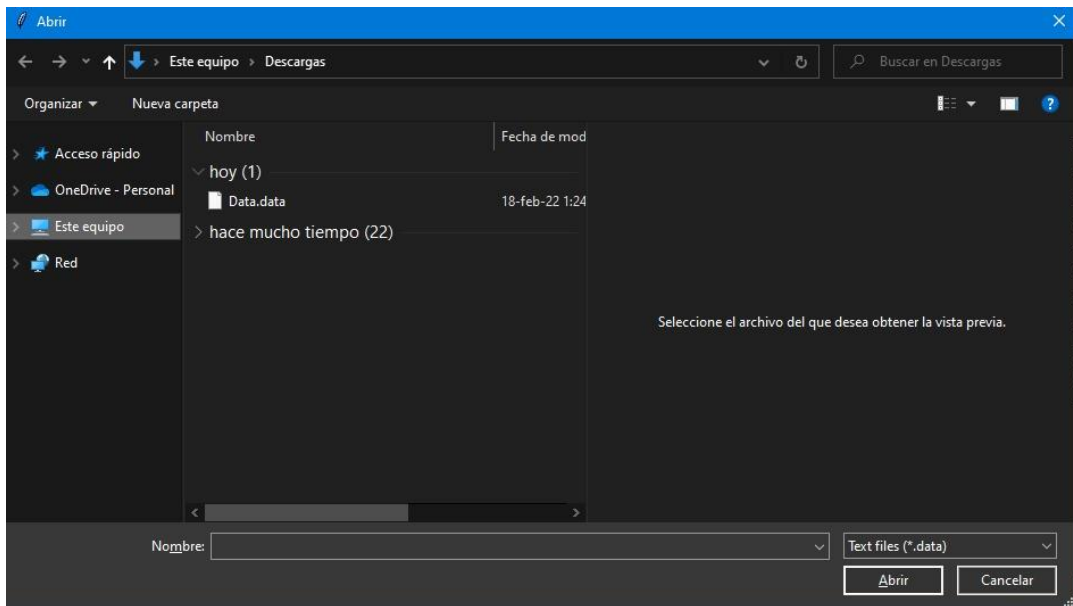 Abrir
Este equipo > Descargas
Buscar en Descargas
Organizar
Nueva carpeta
?
Nombre
Fecha de mod
Acceso rápido
hoy (1)
OneDrive - Personal
Data.data
18-feb-22 1:24
Este equipo
hace mucho tiempo (22)
Red
Seleccione el archivo del que desea obtener la vista previa.
Nombre:
Text files (*.data)
Abrir
Cancelar